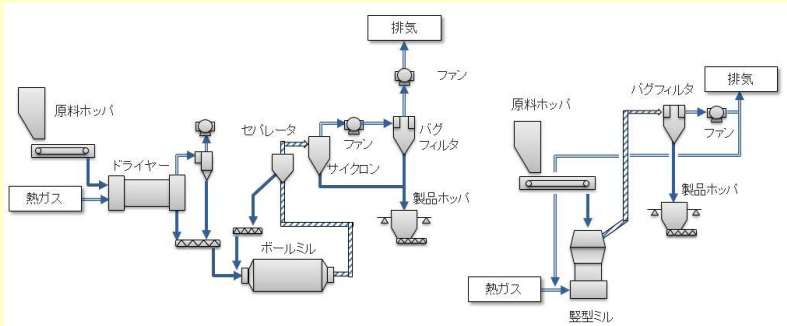 排気
ファン
原料ホッパ
セパレータ
ファン
バグ
フィルタ
ドライヤー
サイクロン
熱ガス
製品ホッパ
ボールミル
排気
バグフィルタ
原料ホッパ
ファン
製品ホッパ
熱ガス
竪型ミル